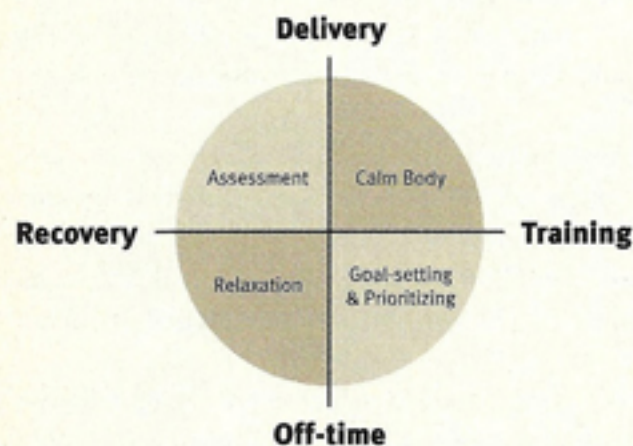 Delivery
Assessment
Calm Body
Recovery
Training
Relaxation
Goal-setting
& Prioritizing
Off-time